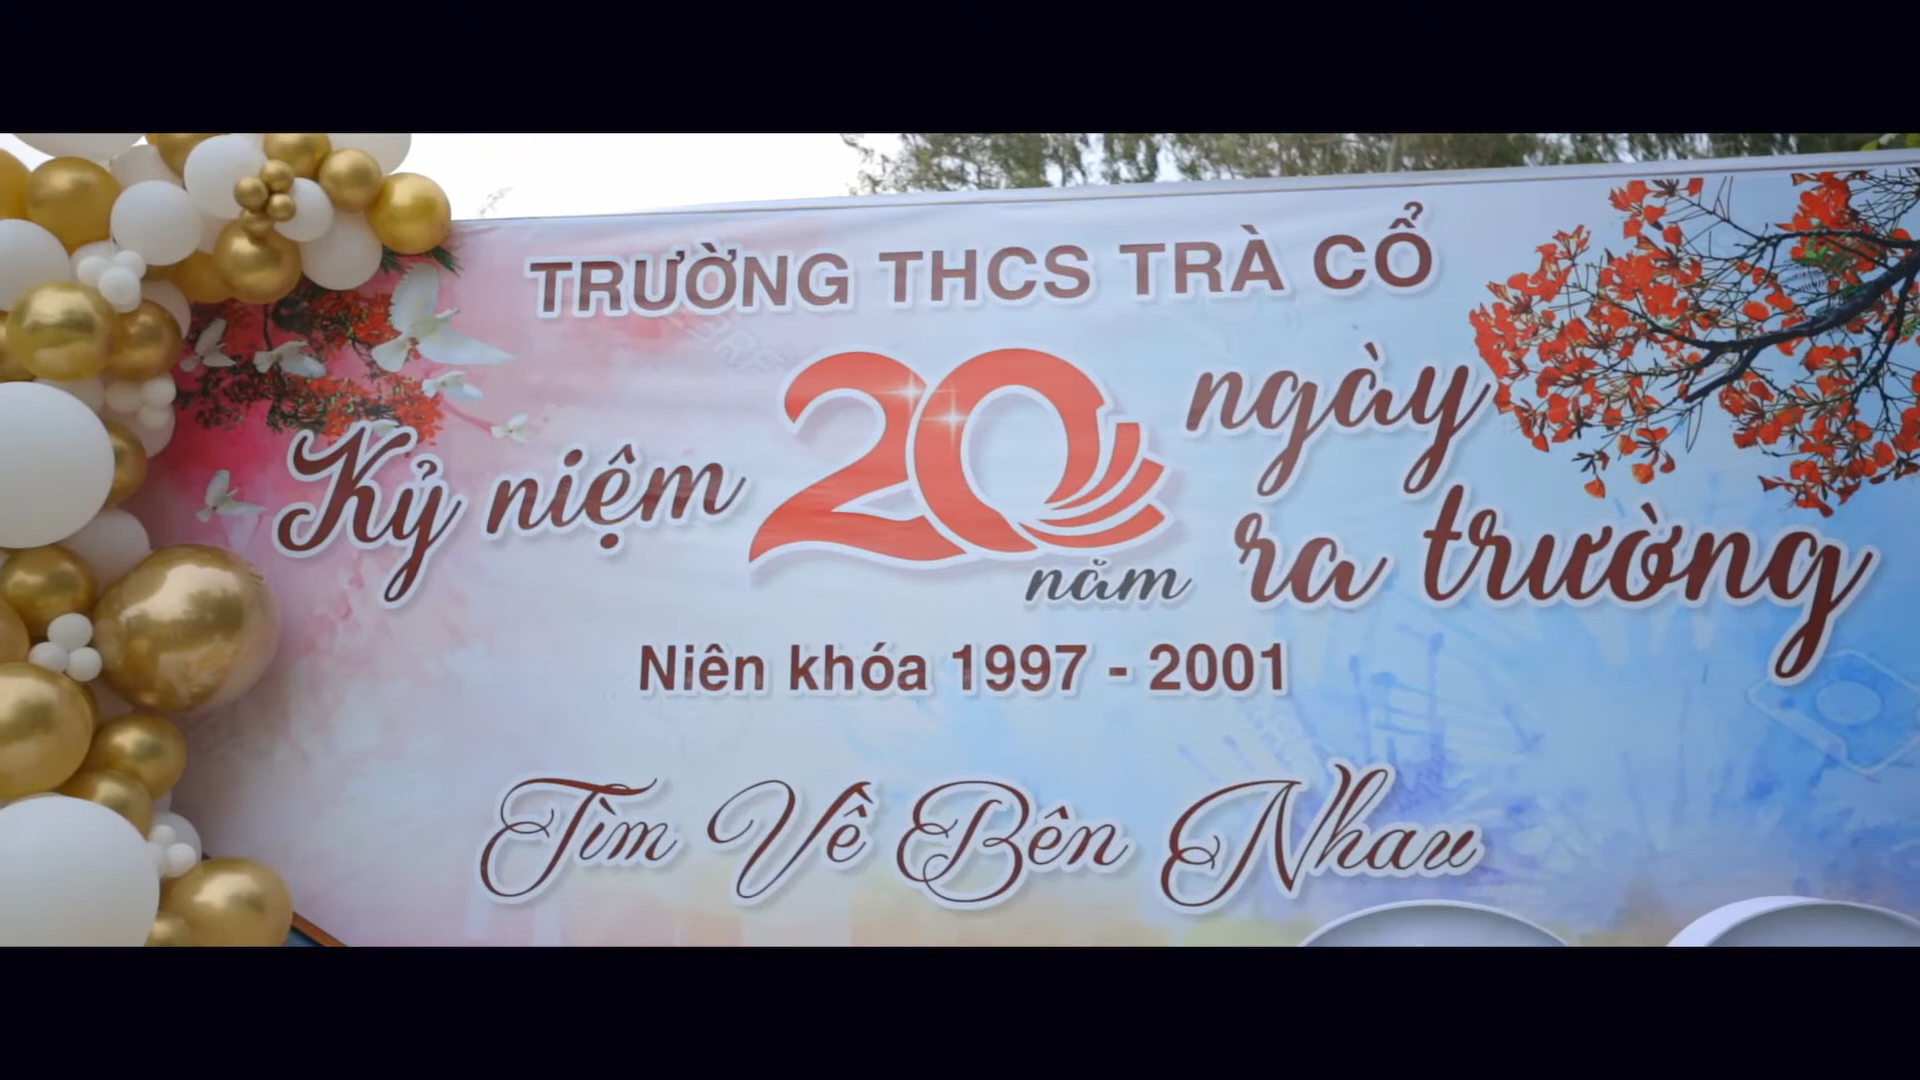 TRƯỜNG THCS TRÀ CỔ
Kỷ niệm 20 năm ngày
ra trường
Niên khóa 1997 - 2001
Tìm Về Bên Nhau